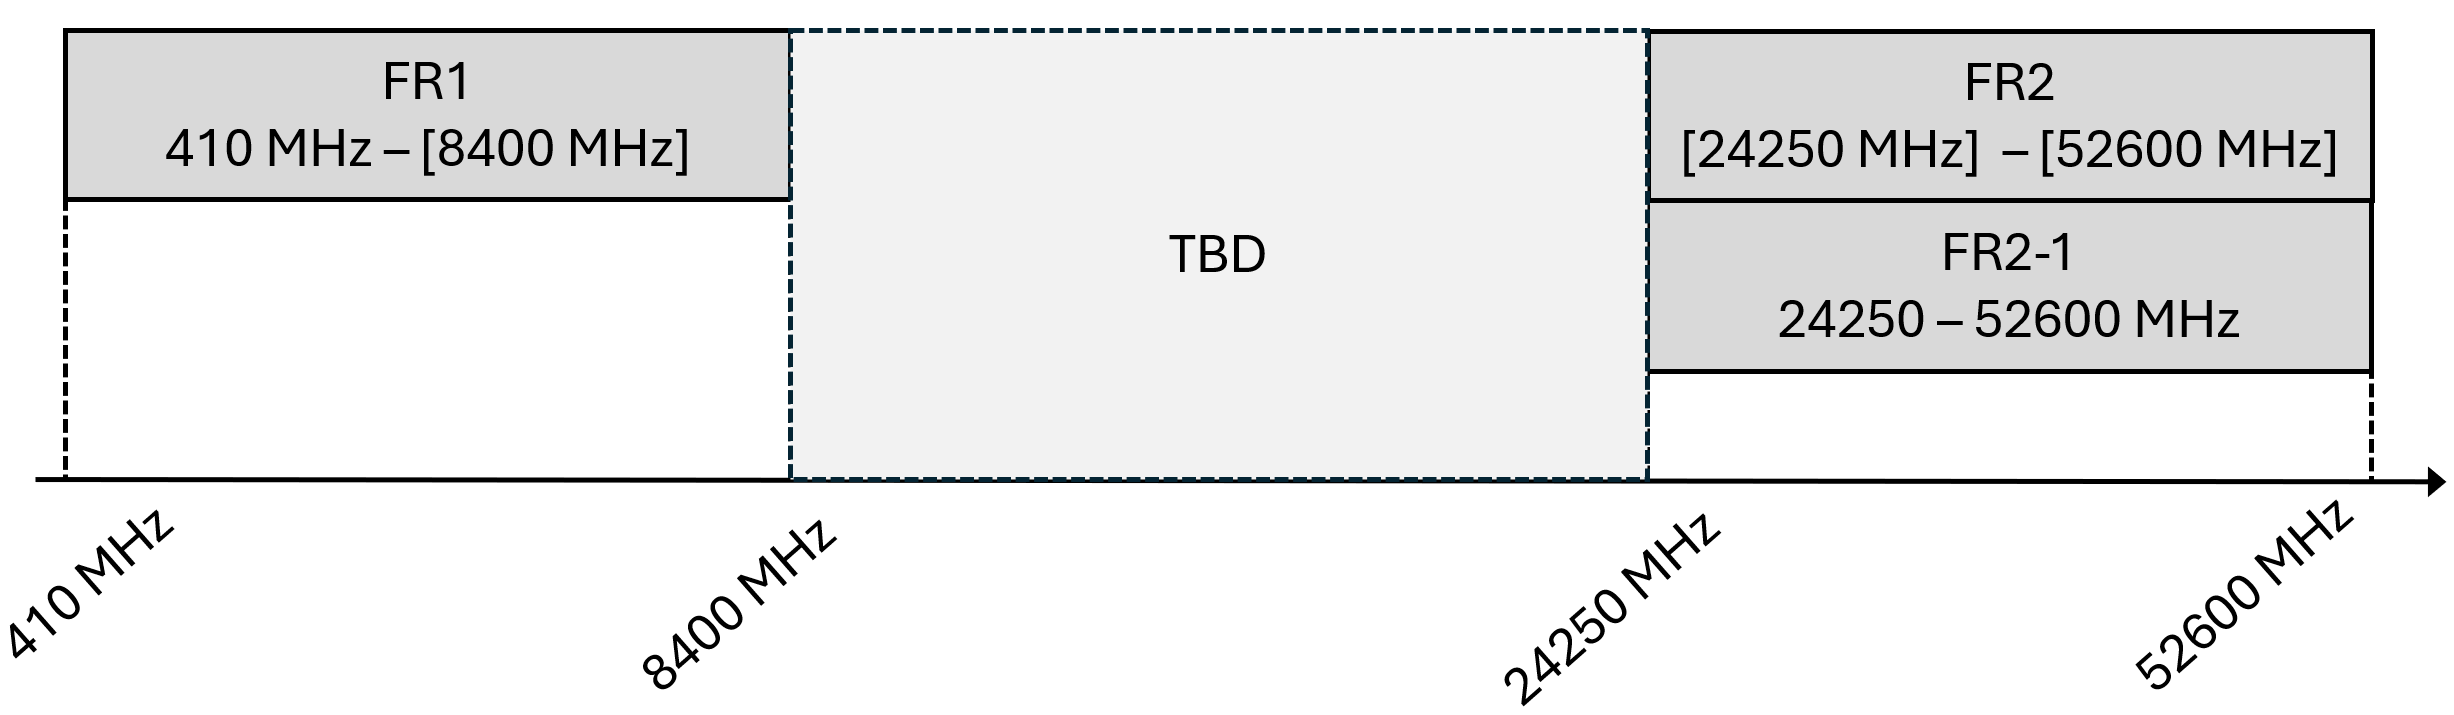 FR1
410 MHz – [8400 MHz]
TBD
FR2
[24250 MHz] – [52600 MHz]
FR2-1
24250 – 52600 MHz
410 MHz
8400 MHz
24250 MHz
52600 MHz